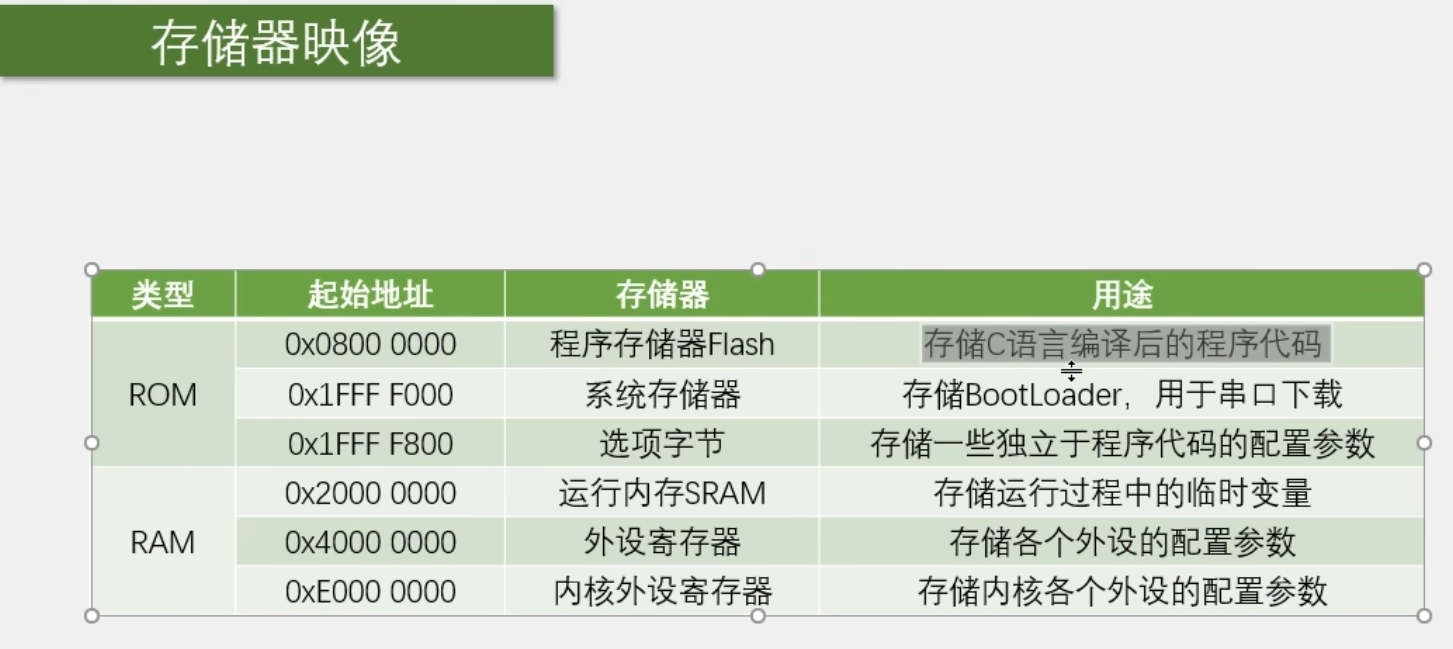 存储器映像
类型 起始地址 存储器 用途
ROM 0x0800 0000 程序存储器Flash 存储C语言编译后的程序代码
0x1FFF F000 系统存储器 存储BootLoader，用于串口下载
0x1FFF F800 选项字节 存储一些独立于程序代码的配置参数
RAM 0x2000 0000 运行内存SRAM 存储运行过程中的临时变量
0x4000 0000 外设寄存器 存储各个外设的配置参数
0xE000 0000 内核外设寄存器 存储内核各个外设的配置参数